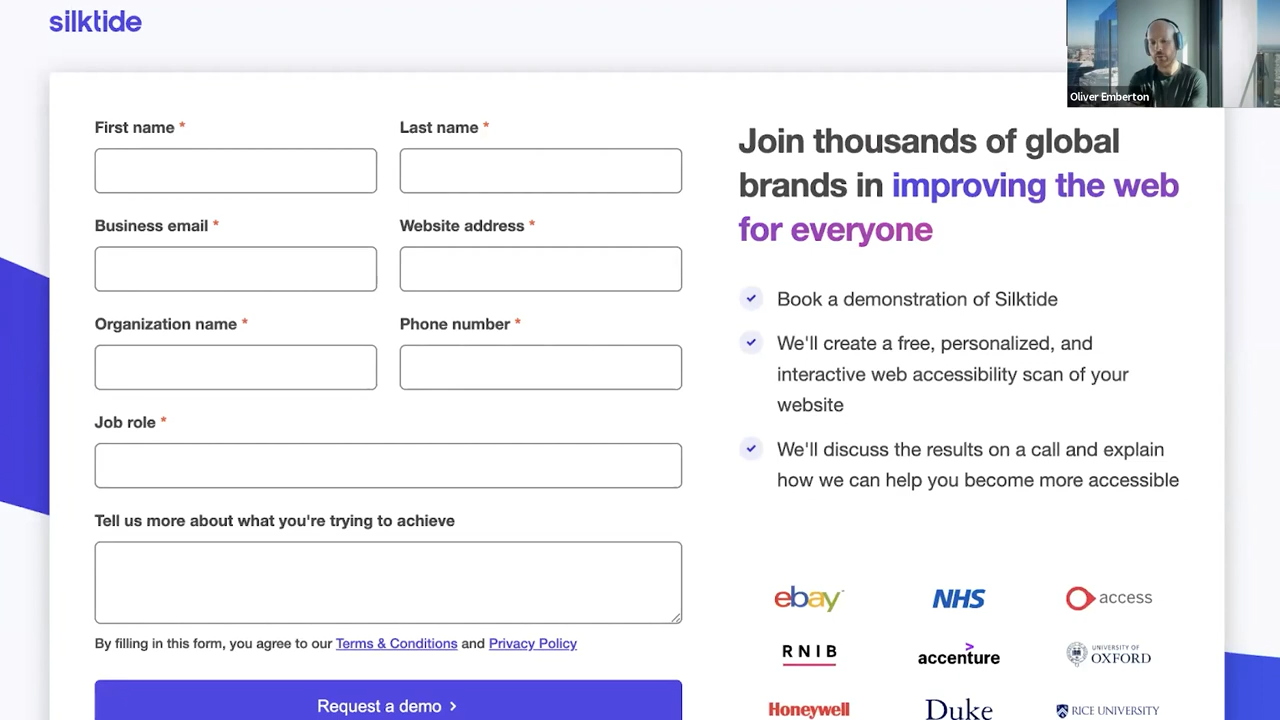 silktide
Oliver Emberton
First name *
Last name *
Business email *
Website address *
Organization name *
Phone number *
Job role *
Tell us more about what you're trying to achieve
By filling in this form, you agree to our Terms & Conditions and Privacy Policy
Request a demo ›
Join thousands of global
brands in improving the web
for everyone
Book a demonstration of Silktide
We'll create a free, personalized, and
interactive web accessibility scan of your
website
We'll discuss the results on a call and explain
how we can help you become more accessible
ebay
NHS
access
RNIB
accenture
UNIVERSITY OF
OXFORD
Honeywell
Duke
RICE UNIVERSITY